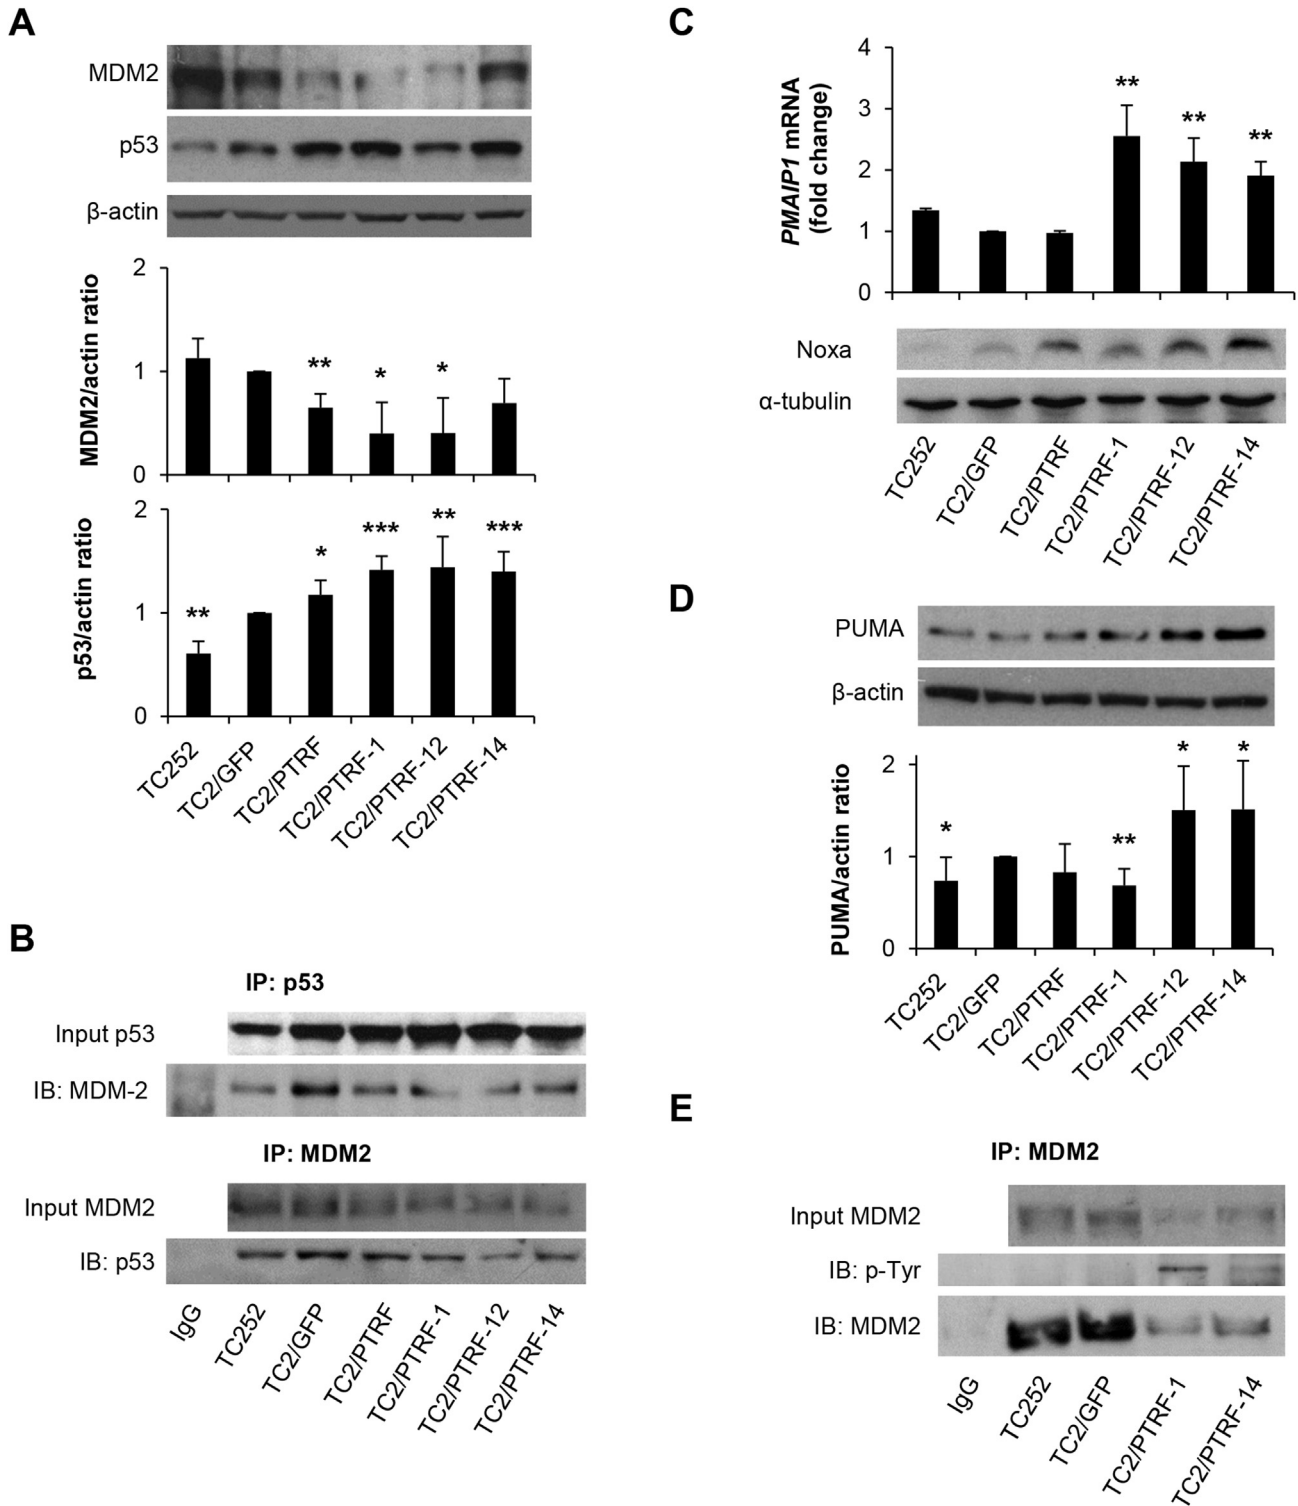 A
MDM2
p53
β-actin
2
1
0
MDM2/actin ratio
**
*
*
2
1
0
p53/actin ratio
**
*
***
**
***
TC252
TC2/GFP
TC2/PTRF
TC2/PTRF-1
TC2/PTRF-12
TC2/PTRF-14
B
IP: p53
Input p53
IB: MDM-2
IP: MDM2
Input MDM2
IB: p53
IgG
TC252
TC2/GFP
TC2/PTRF
TC2/PTRF-1
TC2/PTRF-12
TC2/PTRF-14
C
4
3
2
1
0
PMAIP1 mRNA
(fold change)
**
**
**
Noxa
α-tubulin
TC252
TC2/GFP
TC2/PTRF
TC2/PTRF-1
TC2/PTRF-12
TC2/PTRF-14
D
PUMA
β-actin
2
1
0
PUMA/actin ratio
*
**
*
*
TC252
TC2/GFP
TC2/PTRF
TC2/PTRF-1
TC2/PTRF-12
TC2/PTRF-14
E
IP: MDM2
Input MDM2
IB: p-Tyr
IB: MDM2
IgG
TC252
TC2/GFP
TC2/PTRF-1
TC2/PTRF-14